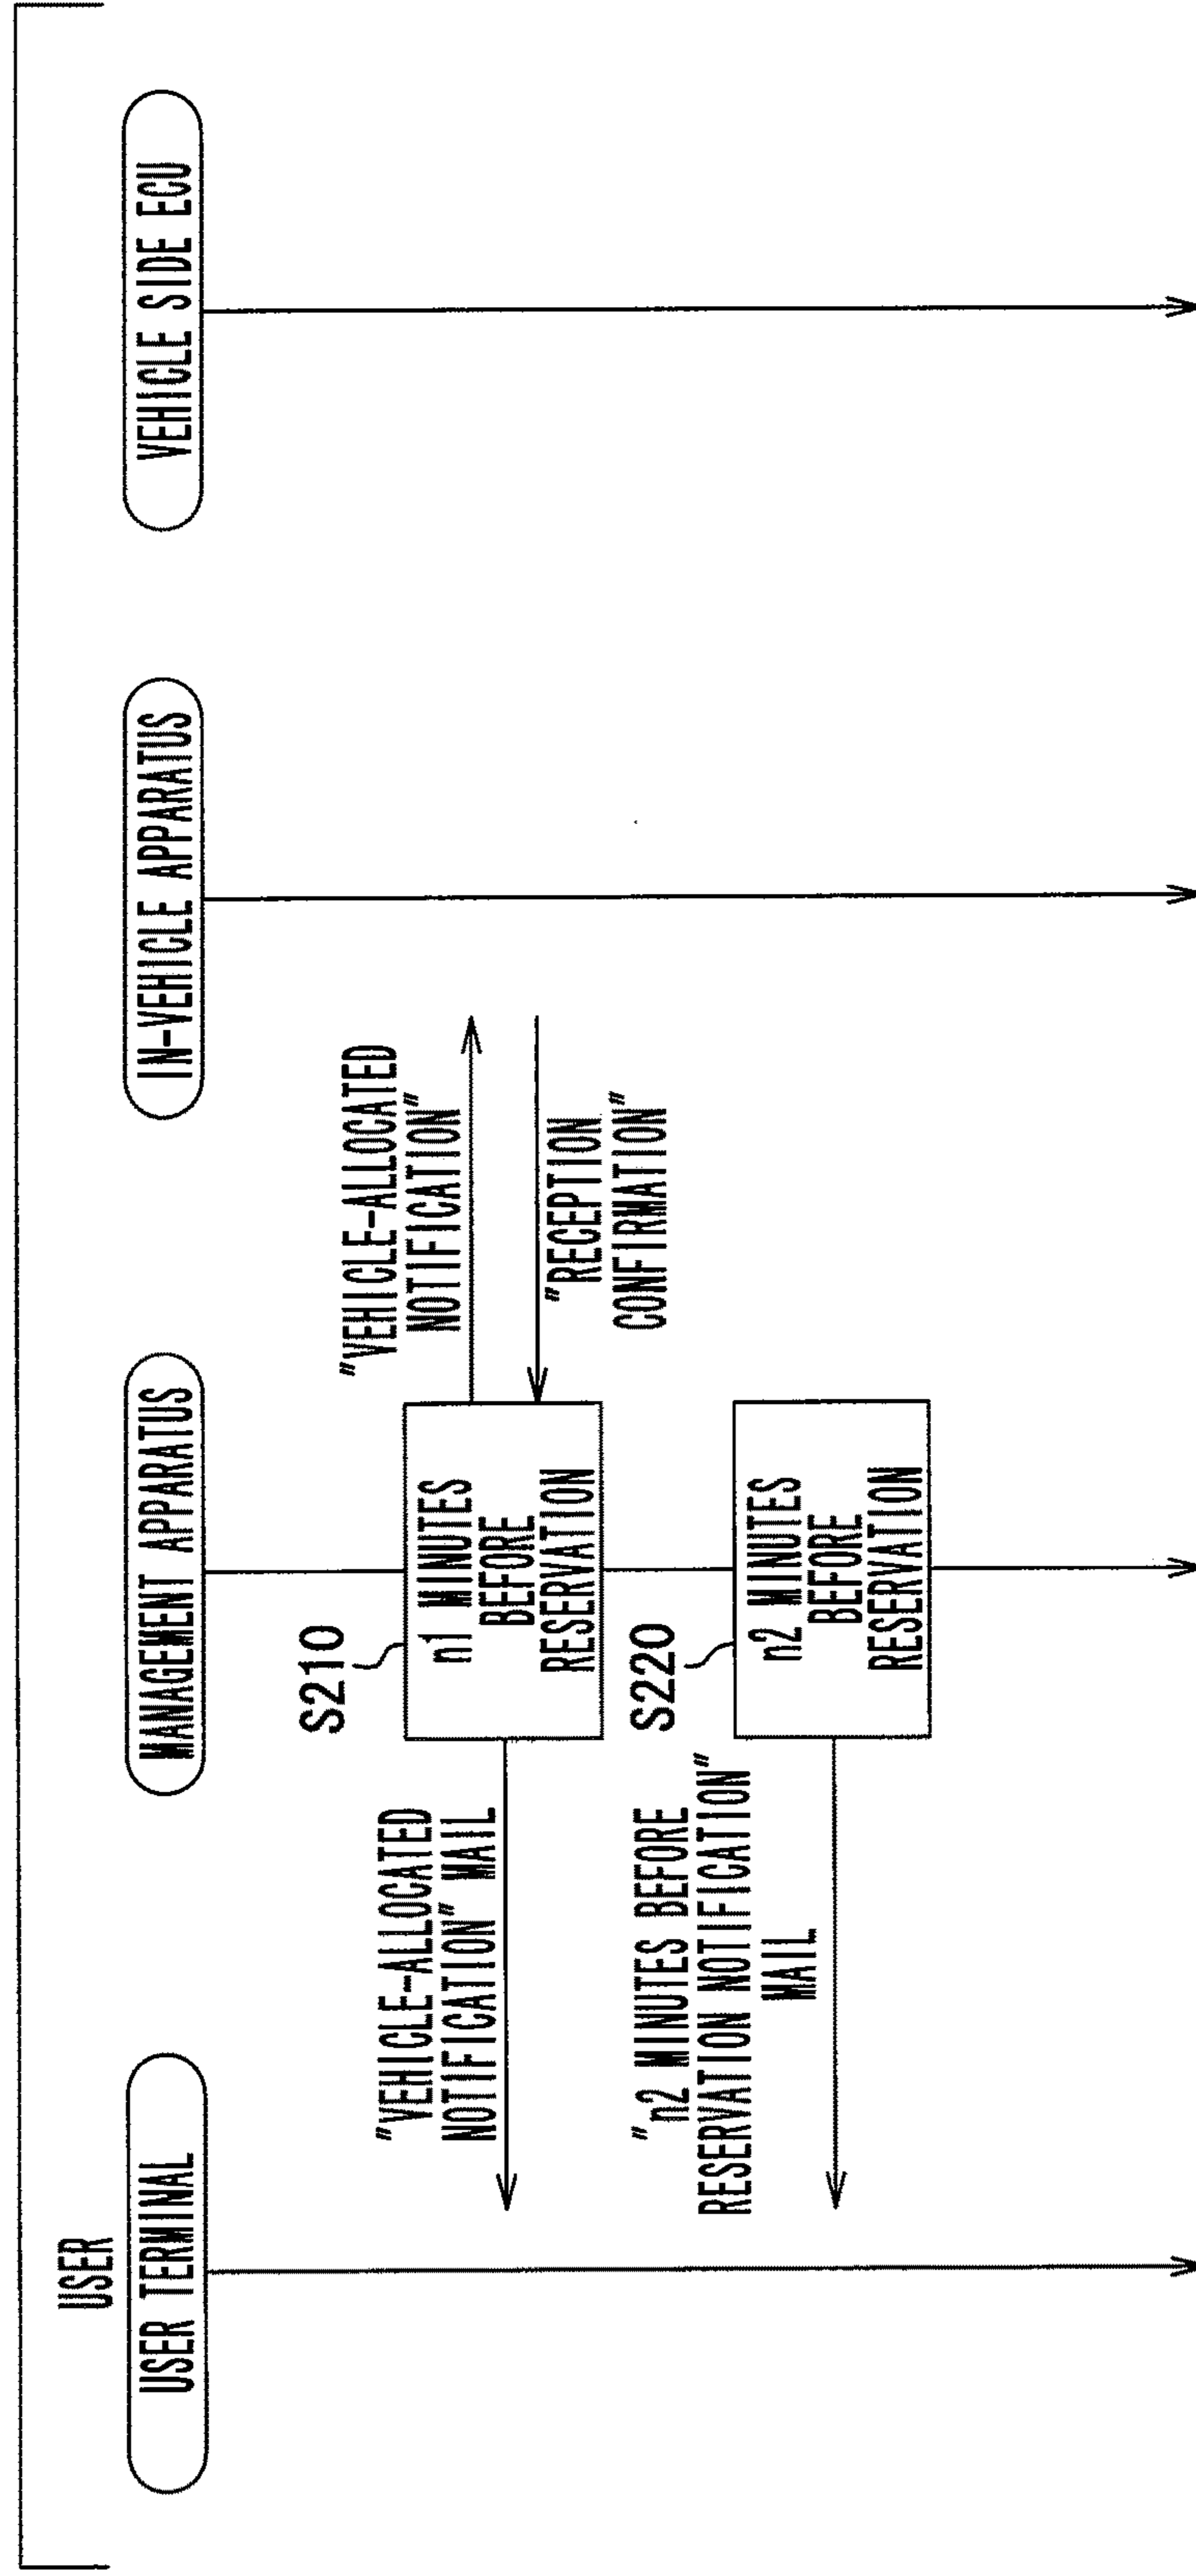 USER
USER TERMINAL
MANAGEMENT APPARATUS
IN-VEHICLE APPARATUS
VEHICLE SIDE ECU
S210
"VEHICLE-ALLOCATED
NOTIFICATION" MAIL
n1 MINUTES
BEFORE
RESERVATION
"VEHICLE-ALLOCATED
NOTIFICATION"
"RECEPTION
CONFIRMATION"
S220
"n2 MINUTES BEFORE
RESERVATION NOTIFICATION"
MAIL
n2 MINUTES
BEFORE
RESERVATION